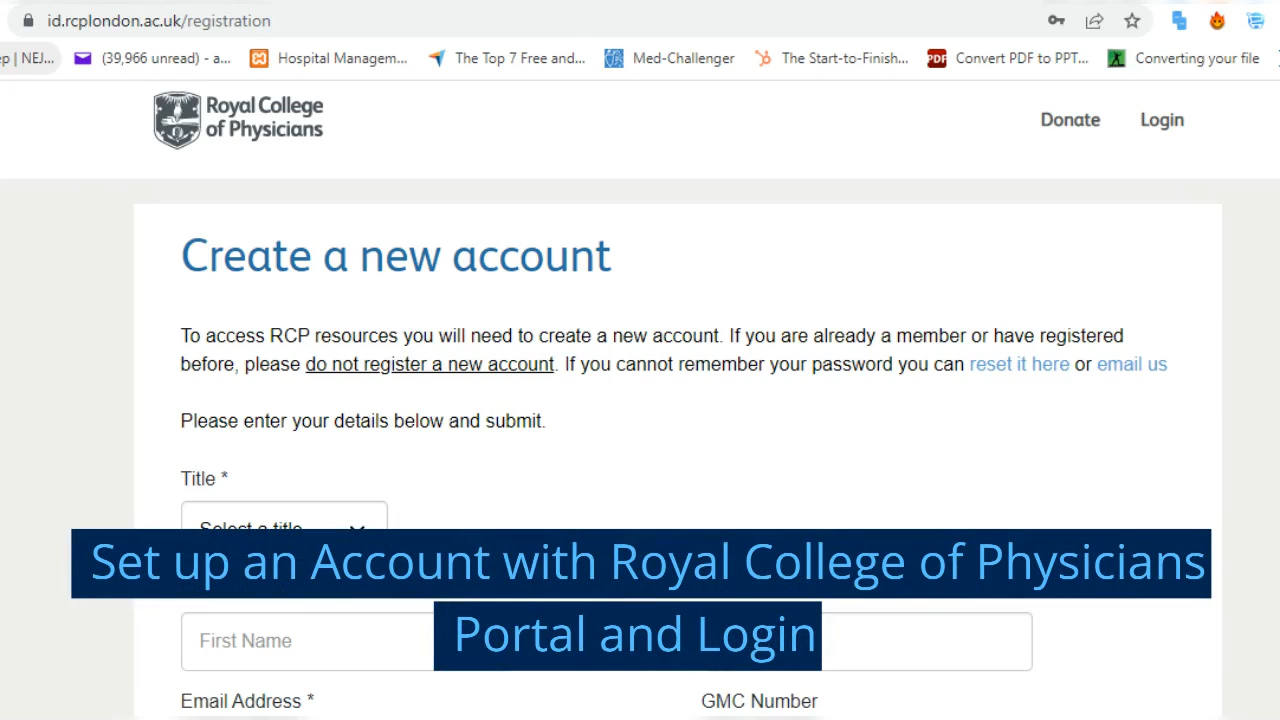 id.rcplondon.ac.uk/registration
ep | NEJ... (39,966 unread) - a... Hospital Managem... The Top 7 Free and... Med-Challenger The Start-to-Finish... PDF Convert PDF to PPT... Converting your file
Royal College
of Physicians
Donate Login
Create a new account
To access RCP resources you will need to create a new account. If you are already a member or have registered
before, please do not register a new account. If you cannot remember your password you can reset it here or email us
Please enter your details below and submit.
Title *
Select a title
Set up an Account with Royal College of Physicians
Portal and Login
First Name
Email Address * GMC Number